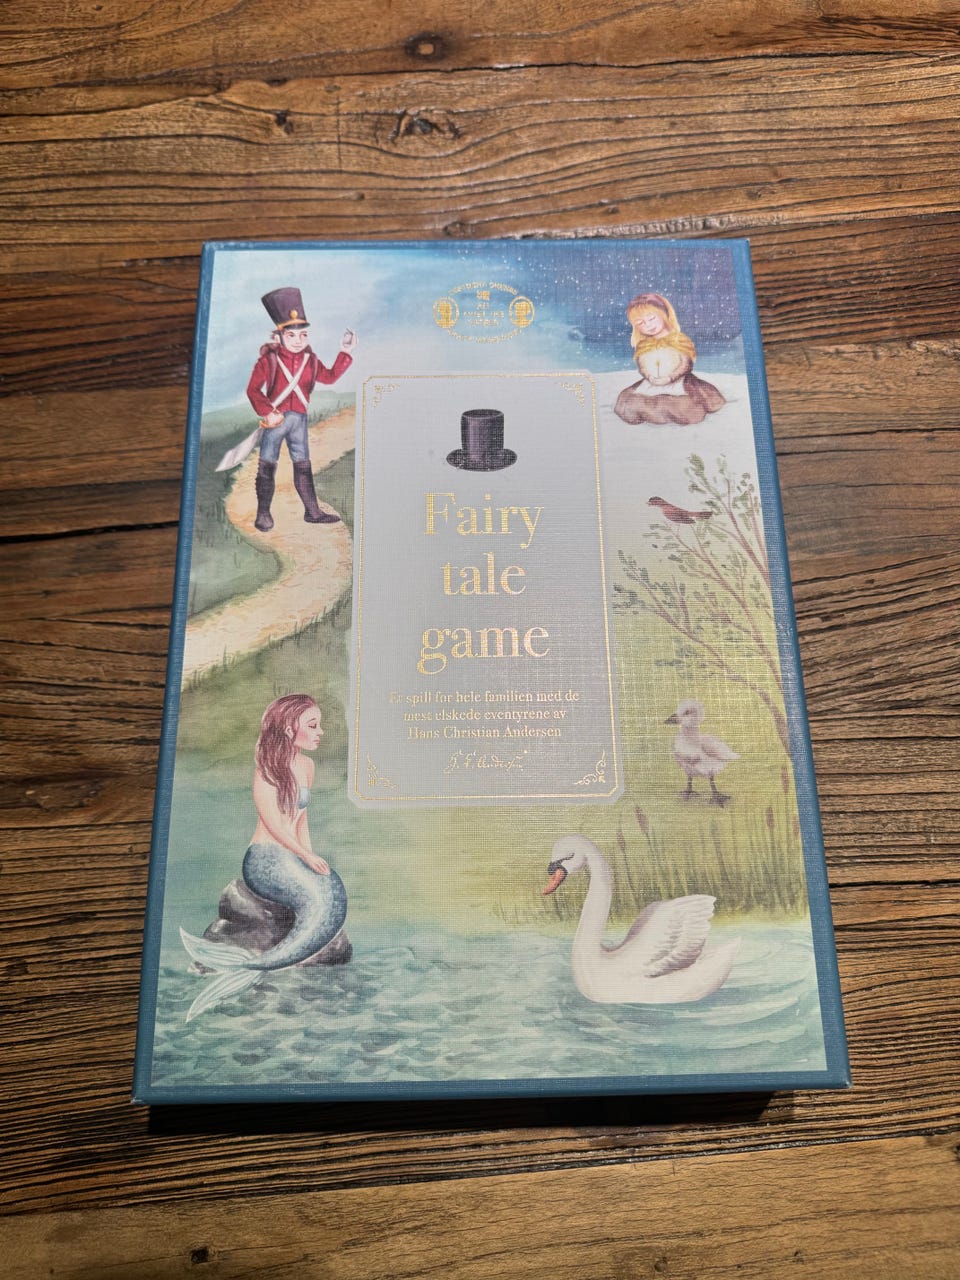 Fairy
tale
game
Et spill for hele familien med de
mest elskede eventyrene av
Hans Christian Andersen